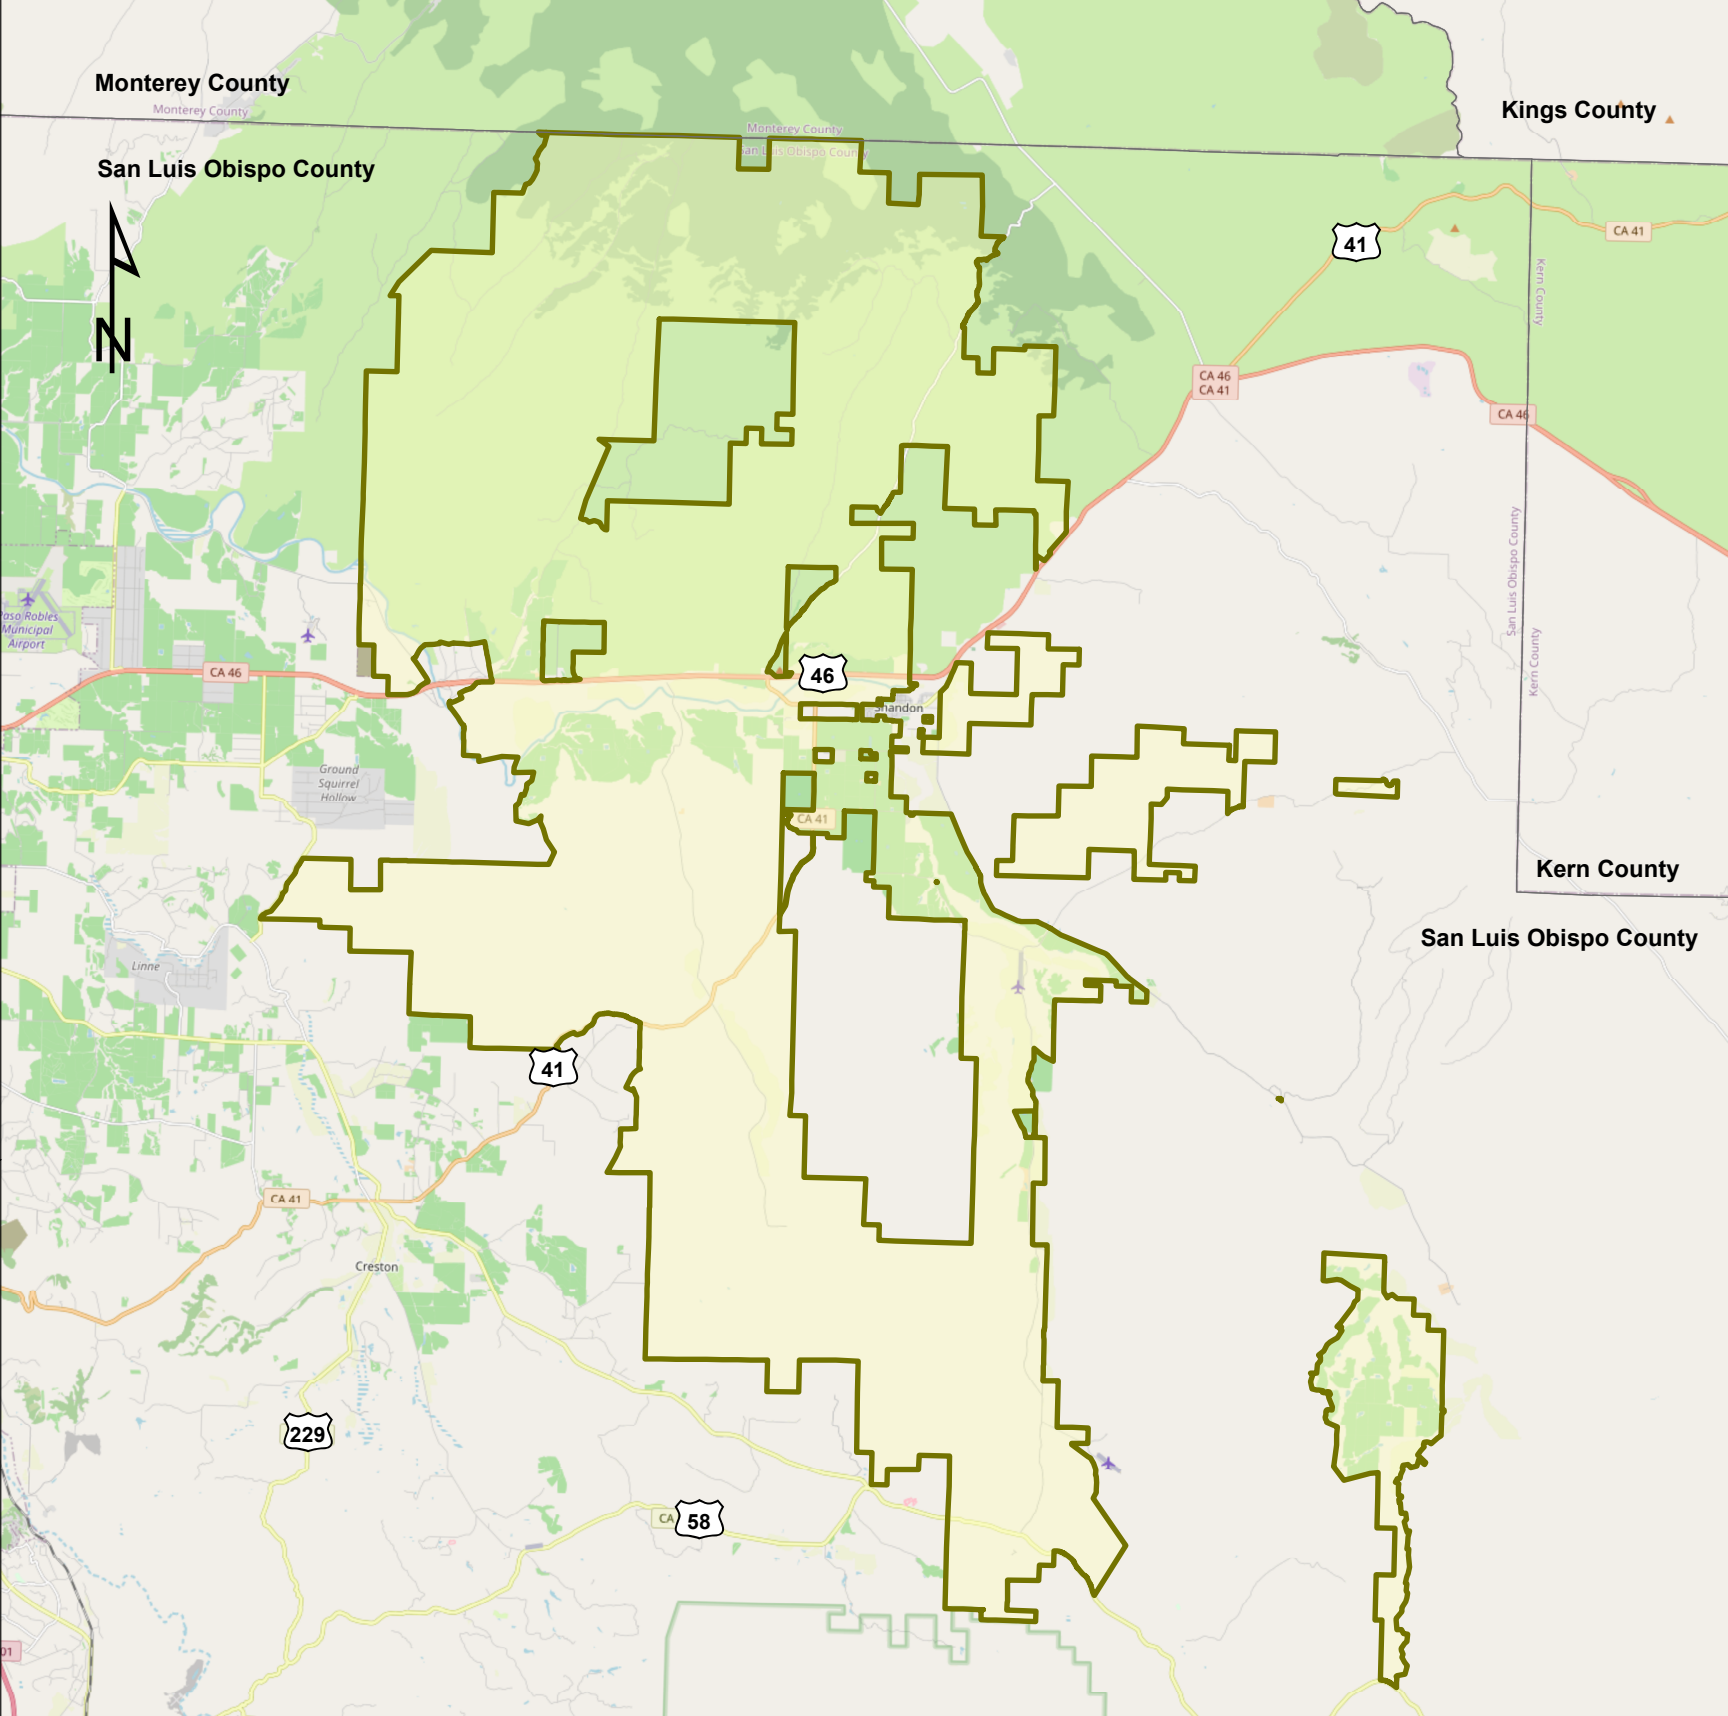 Monterey County
Monterey County
Kings County
Monterey County
San Luis Obispo County
San Luis Obispo County
41
CA 41
Kern County
N
CA 46
CA 41
CA 46
San Luis Obispo County
Kern County
Paso Robles
Municipal
Airport
CA 46
46
Shandon
Ground
Squirrel
Hollow
CA 41
Kern County
San Luis Obispo County
Linne
41
CA 41
Creston
229
CA
58
01